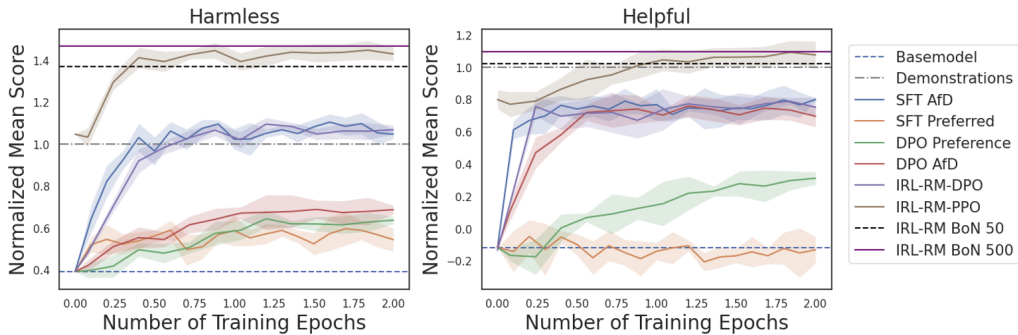 Harmless
Normalized Mean Score
1.4
1.2
1.0
0.8
0.6
0.4
0.00 0.25 0.50 0.75 1.00 1.25 1.50 1.75 2.00
Number of Training Epochs
Helpful
Normalized Mean Score
1.2
1.0
0.8
0.6
0.4
0.2
0.0
−0.2
0.00 0.25 0.50 0.75 1.00 1.25 1.50 1.75 2.00
Number of Training Epochs
Basemodel
Demonstrations
SFT AfD
SFT Preferred
DPO Preference
DPO AfD
IRL-RM-DPO
IRL-RM-PPO
IRL-RM BoN 50
IRL-RM BoN 500